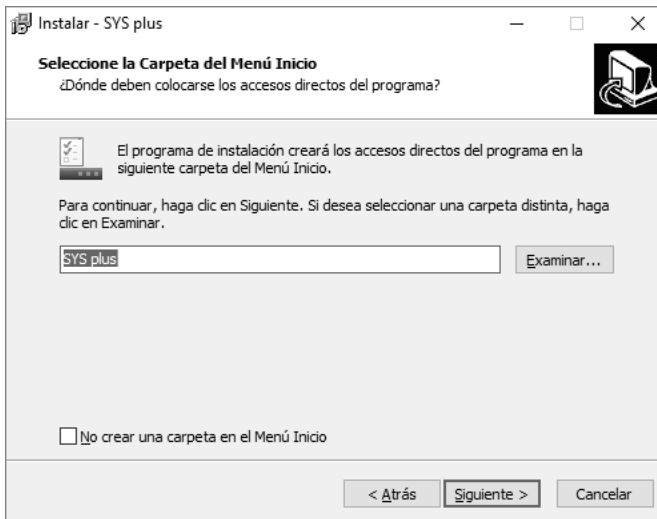 Instalar - SYS plus
Seleccione la Carpeta del Menú Inicio
¿Dónde deben colocarse los accesos directos del programa?
El programa de instalación creará los accesos directos del programa en la
siguiente carpeta del Menú Inicio.
Para continuar, haga clic en Siguiente. Si desea seleccionar una carpeta distinta, haga
clic en Examinar.
SYS plus
Examinar...
No crear una carpeta en el Menú Inicio
< Atrás
Siguiente >
Cancelar